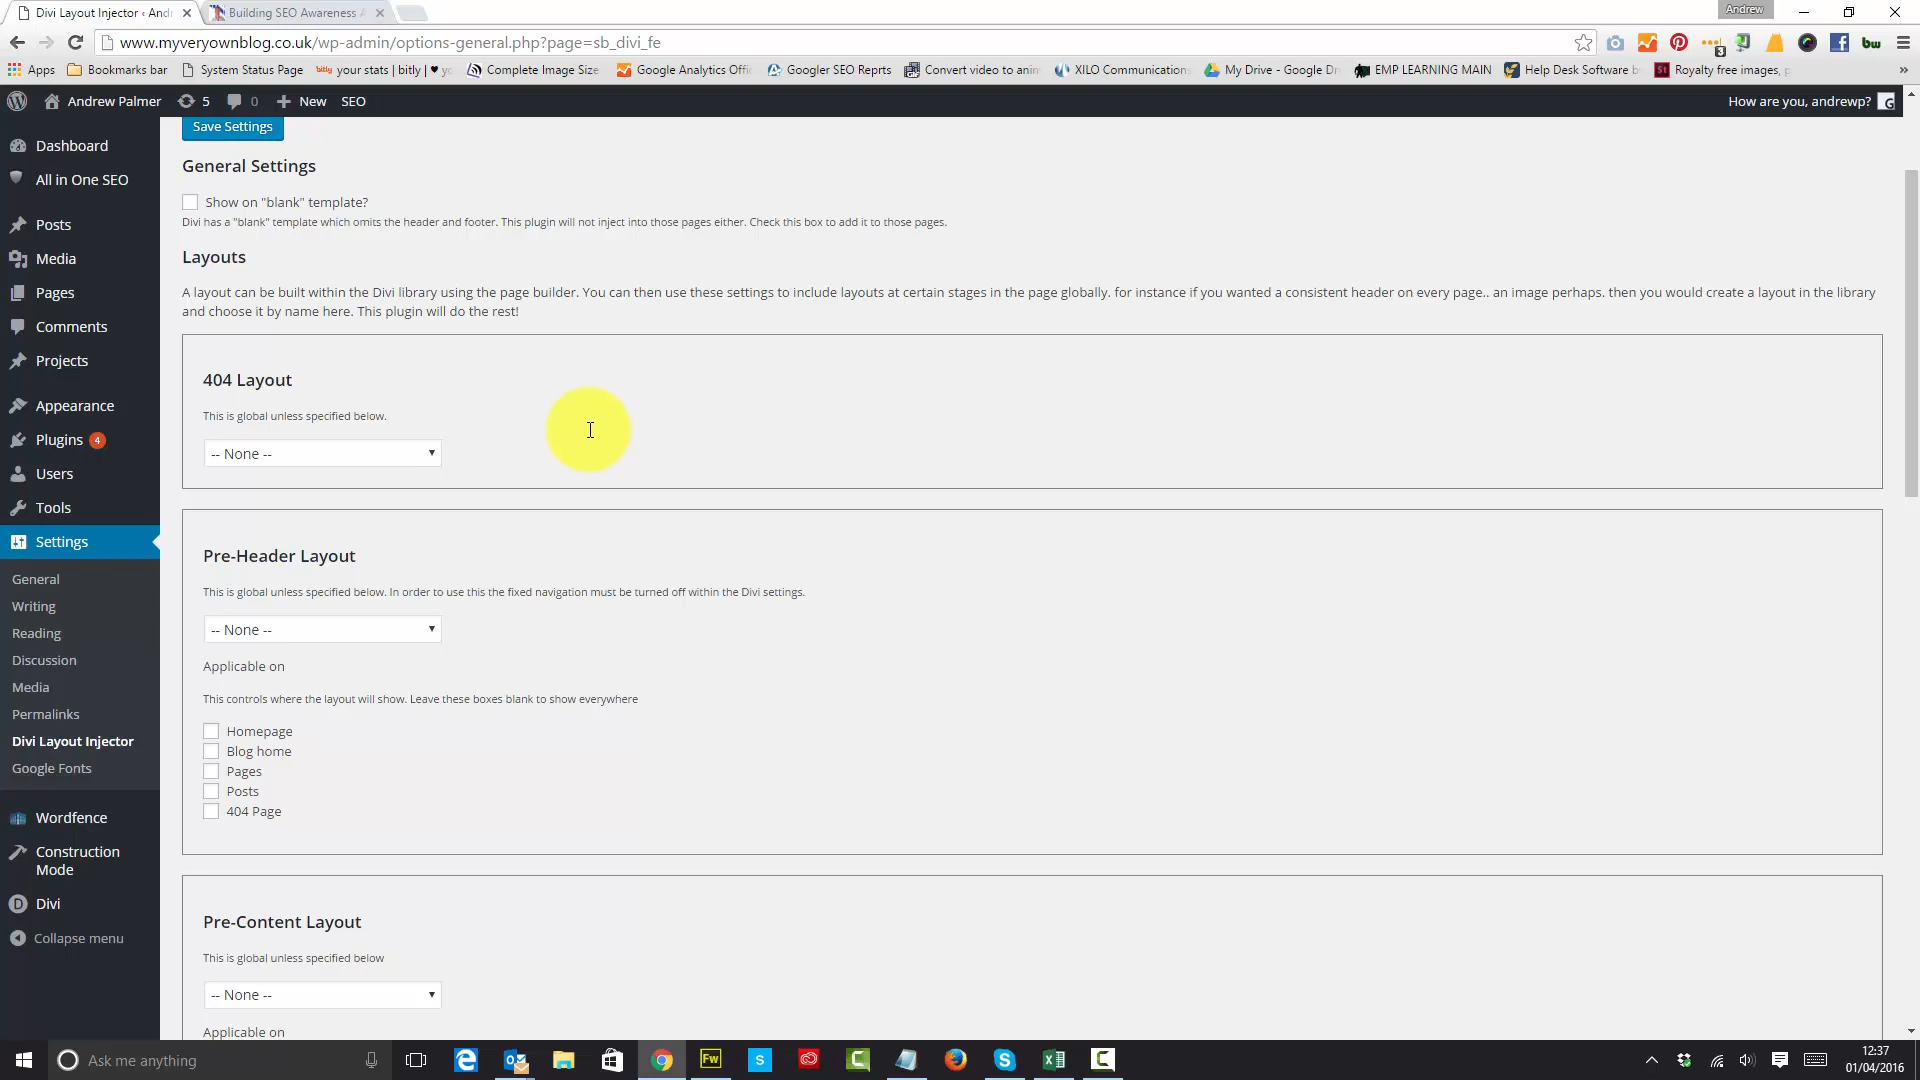 Divi Layout Injector ‹ Andr
Building SEO Awareness A
Andrew
www.myveryownblog.co.uk/wp-admin/options-general.php?page=sb_divi_fe
3
bw
Apps
Bookmarks bar
System Status Page
bitly your stats | bitly | ♥ yo
Complete Image Size
Google Analytics Offic
Googler SEO Reprts
Convert video to anim
XILO Communications
My Drive - Google Dr
EMP LEARNING MAIN
Help Desk Software b
St Royalty free images, p
»
Andrew Palmer
5
0
New
SEO
How are you, andrewp?
Dashboard
All in One SEO
Posts
Media
Pages
Comments
Projects
Appearance
Plugins 4
Users
Tools
Settings
General
Writing
Reading
Discussion
Media
Permalinks
Divi Layout Injector
Google Fonts
Wordfence
Construction
Mode
D Divi
Collapse menu
Save Settings
General Settings
Show on "blank" template?
Divi has a "blank" template which omits the header and footer. This plugin will not inject into those pages either. Check this box to add it to those pages.
Layouts
A layout can be built within the Divi library using the page builder. You can then use these settings to include layouts at certain stages in the page globally. for instance if you wanted a consistent header on every page.. an image perhaps. then you would create a layout in the library
and choose it by name here. This plugin will do the rest!
404 Layout
This is global unless specified below.
-- None --
Pre-Header Layout
This is global unless specified below. In order to use this the fixed navigation must be turned off within the Divi settings.
-- None --
Applicable on
This controls where the layout will show. Leave these boxes blank to show everywhere
Homepage
Blog home
Pages
Posts
404 Page
Pre-Content Layout
This is global unless specified below
-- None --
Applicable on
Ask me anything
Fw
12:37
01/04/2016